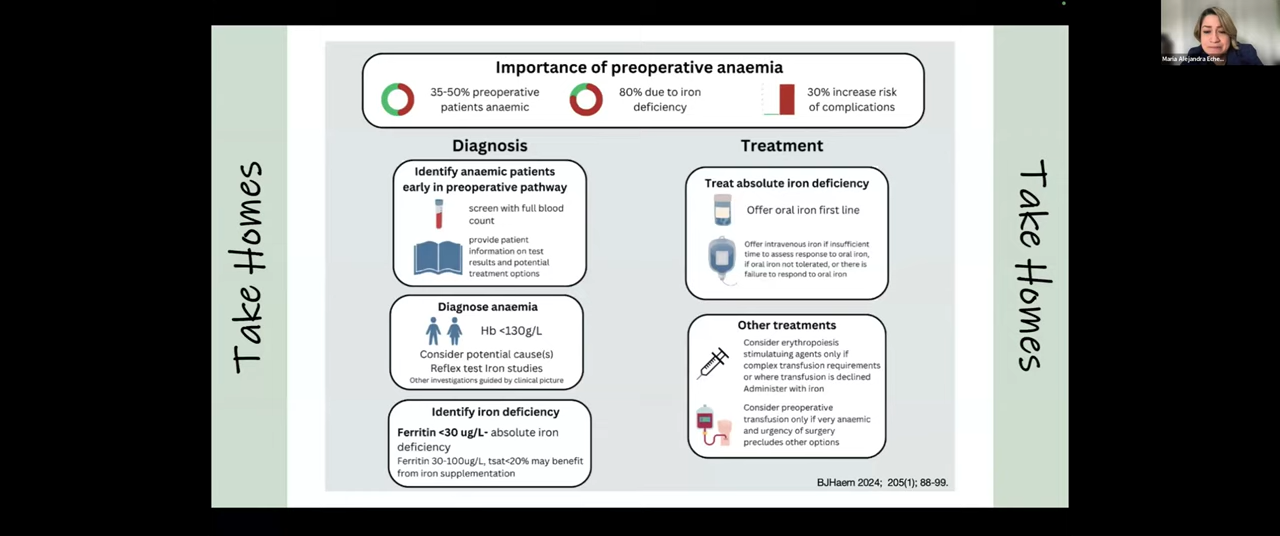 Maria Alejandra Eche...
Take Homes
Importance of preoperative anaemia
35-50% preoperative
patients anaemic
80% due to iron
deficiency
30% increase risk
of complications
Diagnosis
Identify anaemic patients
early in preoperative pathway
screen with full blood
count
provide patient
information on test
results and potential
treatment options
Diagnose anaemia
Hb <130g/L
Consider potential cause(s)
Reflex test Iron studies
Other investigations guided by clinical picture
Identify iron deficiency
Ferritin <30 ug/L- absolute iron
deficiency
Ferritin 30-100ug/L, tsat<20% may benefit
from iron supplementation
Treatment
Treat absolute iron deficiency
Offer oral iron first line
Offer intravenous iron if insufficient
time to assess response to oral iron,
if oral iron not tolerated, or there is
failure to respond to oral iron
Other treatments
Consider erythropoiesis
stimulatuing agents only if
complex transfusion requirements
or where transfusion is declined
Administer with iron
Consider preoperative
transfusion only if very anaemic
and urgency of surgery
precludes other options
BJHaem 2024; 205(1); 88-99.
Take Homes